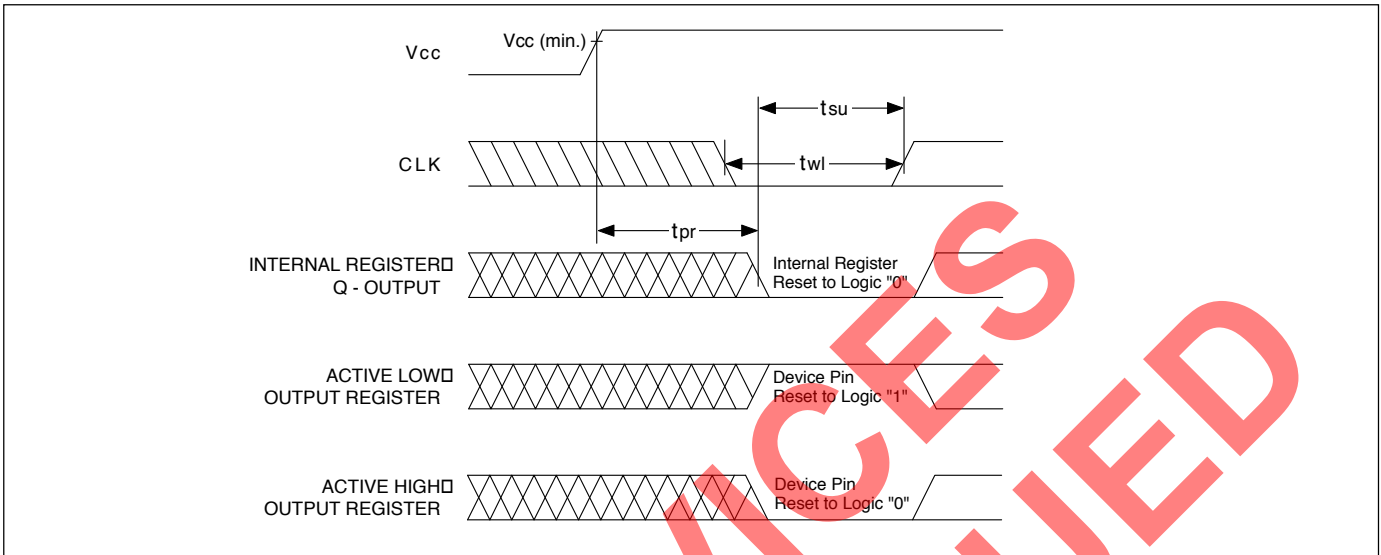 Vcc
Vcc (min.)
tsu
CLK
twl
tpr
INTERNAL REGISTER□
Q - OUTPUT
Internal Register
Reset to Logic "0"
ACTIVE LOW□
OUTPUT REGISTER
Device Pin
Reset to Logic "1"
ACTIVE HIGH□
OUTPUT REGISTER
Device Pin
Reset to Logic "0"